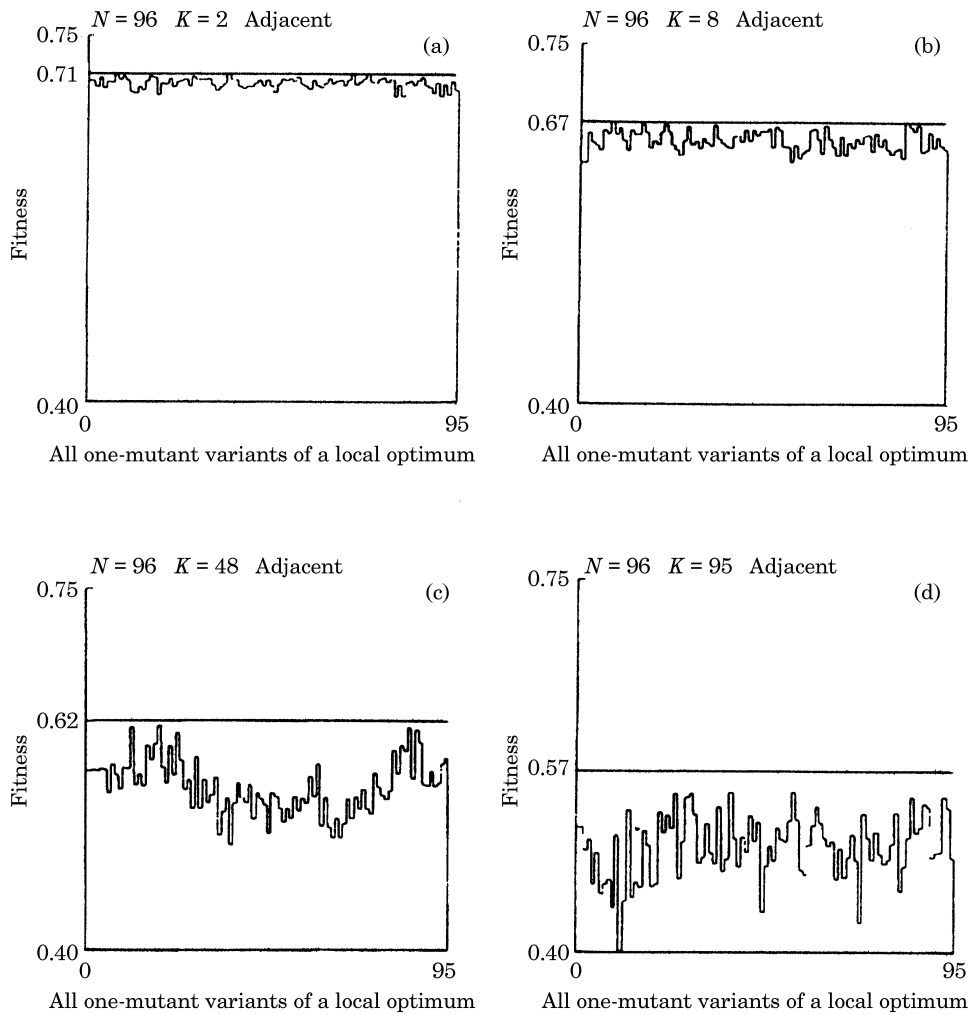 N = 96 K = 2 Adjacent
(a)
0.75
0.71
Fitness
0.40
0
95
All one-mutant variants of a local optimum
N = 96 K = 8 Adjacent
(b)
0.75
0.67
Fitness
0.40
0
95
All one-mutant variants of a local optimum
N = 96 K = 48 Adjacent
(c)
0.75
0.62
Fitness
0.40
0
95
All one-mutant variants of a local optimum
N = 96 K = 95 Adjacent
(d)
0.75
0.57
Fitness
0.40
0
95
All one-mutant variants of a local optimum